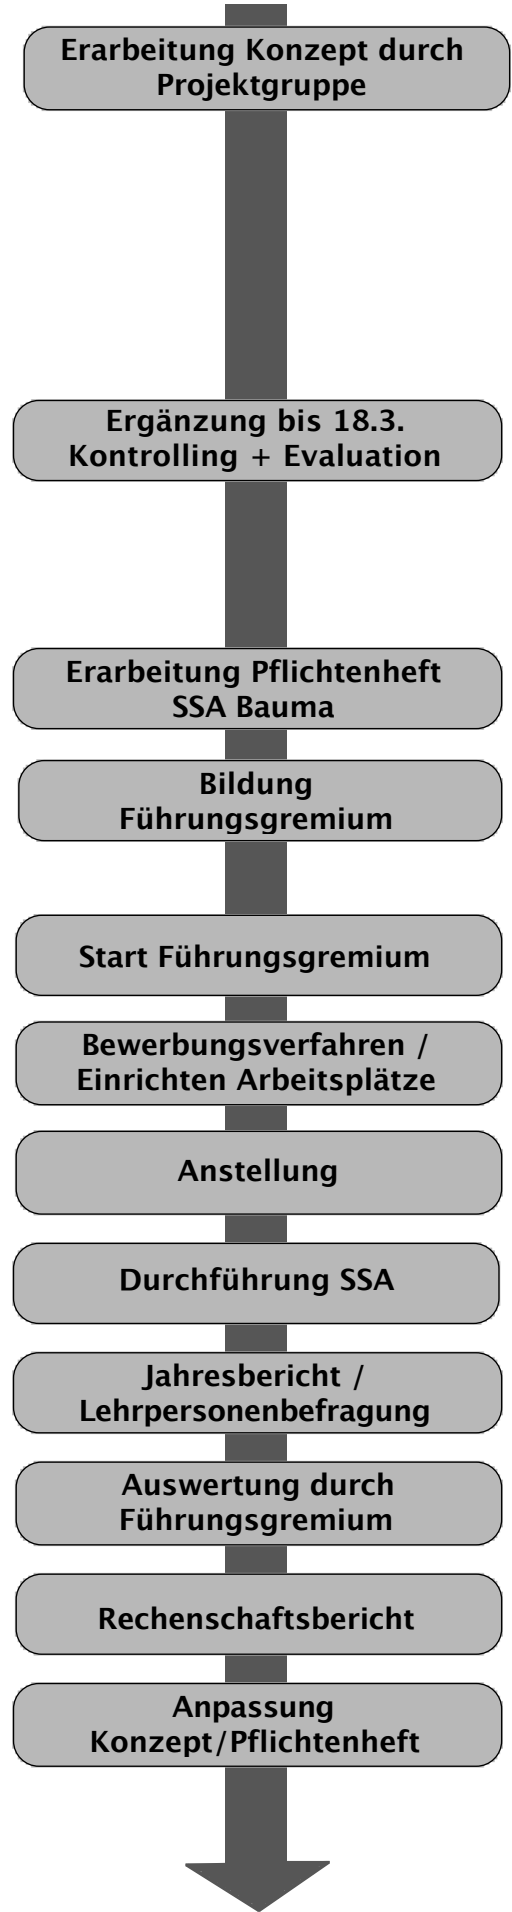 Erarbeitung Konzept durch
Projektgruppe
Ergänzung bis 18.3.
Kontrolling + Evaluation
Erarbeitung Pflichtenheft
SSA Bauma
Bildung
Führungsgremium
Start Führungsgremium
Bewerbungsverfahren /
Einrichten Arbeitsplätze
Anstellung
Durchführung SSA
Jahresbericht /
Lehrpersonenbefragung
Auswertung durch
Führungsgremium
Rechenschaftsbericht
Anpassung
Konzept/Pflichtenheft